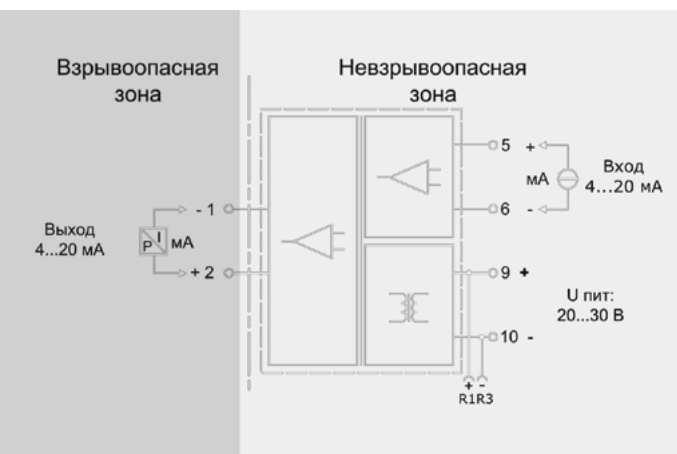 Взрывоопасная
зона
Невзрывоопасная
зона
5 +
Вход
мА 4...20 мА
6 -
- 1
Выход
4...20 мА
P I мА
+ 2
9 +
U пит:
20...30 В
10 -
+ -
R1R3